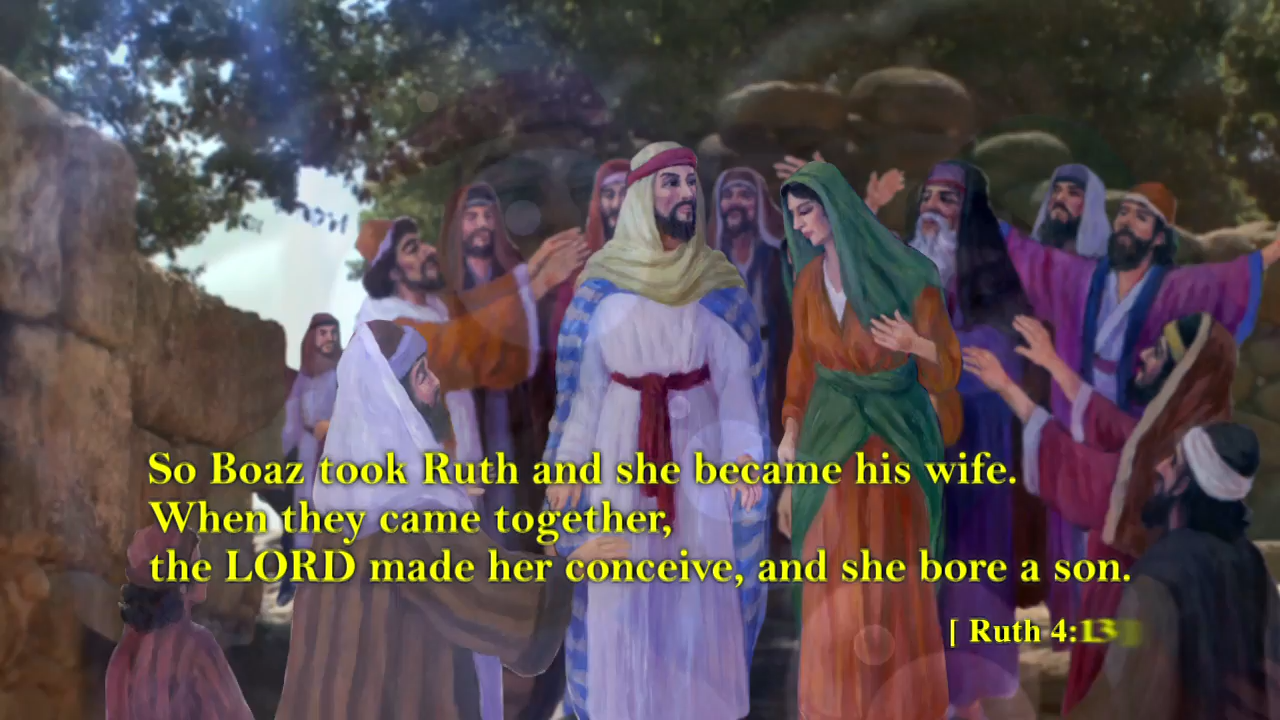 So Boaz took Ruth and she became his wife.
When they came together,
the LORD made her conceive, and she bore a son.
[ Ruth 4:13 ]